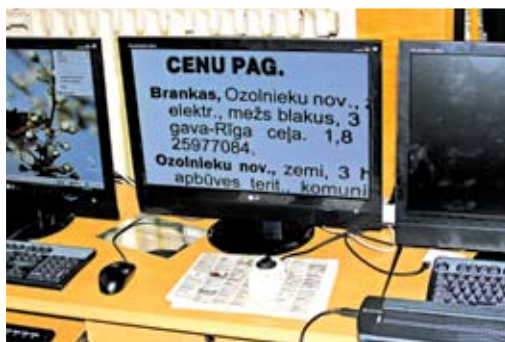 CENU PAG.
Brankas, Ozolnieku nov.,
elektr., mežs blakus, 3
gava-Rīga ceļa. 1,8
25977084.
Ozolnieku nov., zemi, 3 h
apbūves terit., komuni
LG